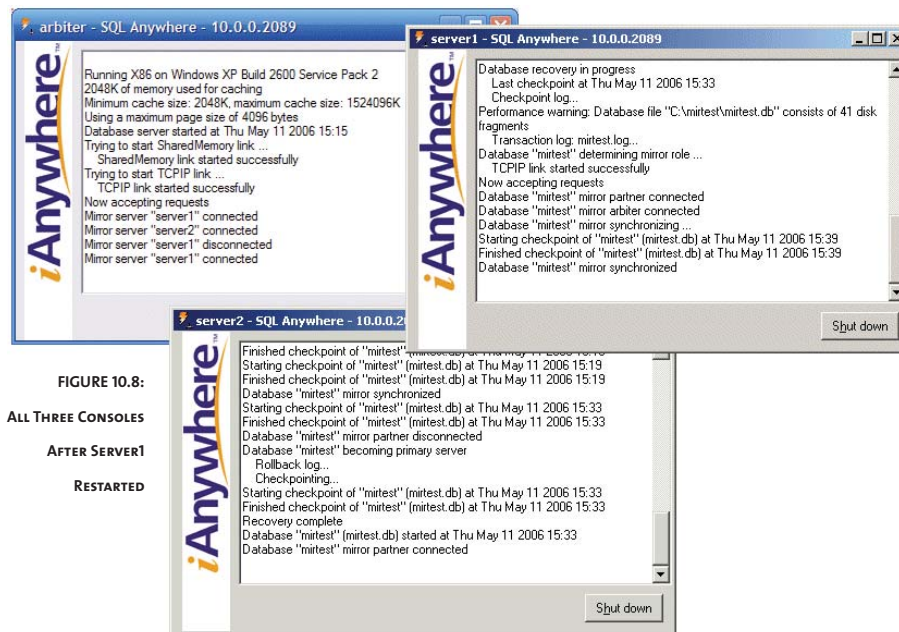 arbiter - SQL Anywhere - 10.0.0.2089
iAnywhere™
Running X86 on Windows XP Build 2600 Service Pack 2
2048K of memory used for caching
Minimum cache size: 2048K, maximum cache size: 1524096K
Using a maximum page size of 4096 bytes
Database server started at Thu May 11 2006 15:15
Trying to start SharedMemory link ...
SharedMemory link started successfully
Trying to start TCPIP link ...
TCPIP link started successfully
Now accepting requests
Mirror server "server1" connected
Mirror server "server2" connected
Mirror server "server1" disconnected
Mirror server "server1" connected
server1 - SQL Anywhere - 10.0.0.2089
iAnywhere™
Database recovery in progress
Last checkpoint at Thu May 11 2006 15:33
Checkpoint log...
Performance warning: Database file "C:\mirtest\mirtest.db" consists of 41 disk
fragments
Transaction log: mirtest.log...
Database "mirtest" determining mirror role ...
TCPIP link started successfully
Now accepting requests
Database "mirtest" mirror partner connected
Database "mirtest" mirror arbiter connected
Database "mirtest" mirror synchronizing ...
Starting checkpoint of "mirtest" (mirtest.db) at Thu May 11 2006 15:39
Finished checkpoint of "mirtest" (mirtest.db) at Thu May 11 2006 15:39
Database "mirtest" mirror synchronized
Shut down
server2 - SQL Anywhere - 10.0.0.2
iAnywhere™
Finished checkpoint of "mirtest"
Starting checkpoint of "mirtest" (mirtest.db) at Thu May 11 2006 15:19
Finished checkpoint of "mirtest" (mirtest.db) at Thu May 11 2006 15:19
Database "mirtest" mirror synchronized
Starting checkpoint of "mirtest" (mirtest.db) at Thu May 11 2006 15:33
Finished checkpoint of "mirtest" (mirtest.db) at Thu May 11 2006 15:33
Database "mirtest" mirror partner disconnected
Database "mirtest" becoming primary server
Rollback log...
Checkpointing...
Starting checkpoint of "mirtest" (mirtest.db) at Thu May 11 2006 15:33
Finished checkpoint of "mirtest" (mirtest.db) at Thu May 11 2006 15:33
Recovery complete
Database "mirtest" (mirtest.db) started at Thu May 11 2006 15:33
Database "mirtest" mirror partner connected
Shut down
FIGURE 10.8:
ALL THREE CONSOLES
AFTER SERVER1
RESTARTED